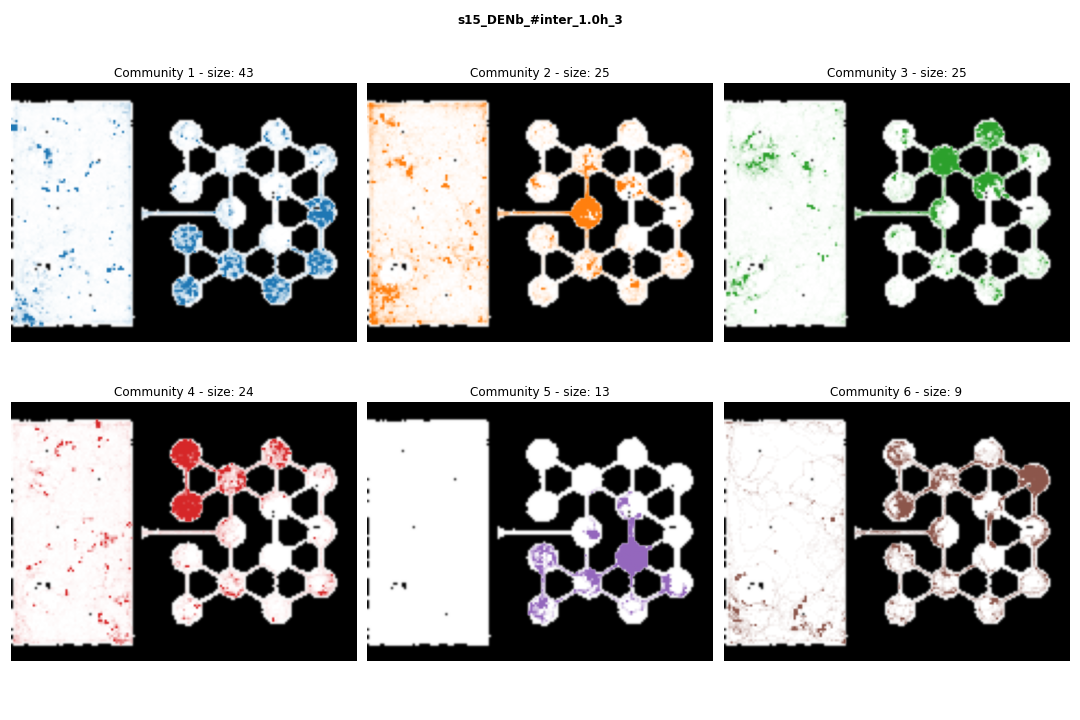 s15_DENb_#inter_1.0h_3
Community 1 - size: 43
Community 2 - size: 25
Community 3 - size: 25
Community 4 - size: 24
Community 5 - size: 13
Community 6 - size: 9